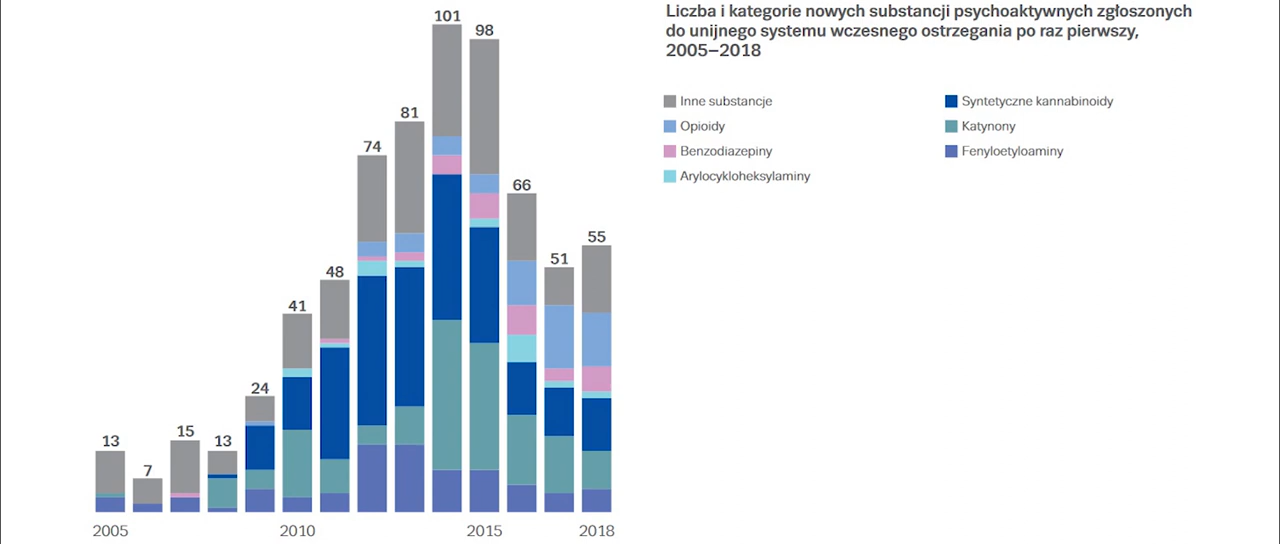 Liczba i kategorie nowych substancji psychoaktywnych zgłoszonych
do unijnego systemu wczesnego ostrzegania po raz pierwszy,
2005–2018
Inne substancje
Opioidy
Benzodiazepiny
Arylocykloheksylaminy
Syntetyczne kannabinoidy
Katynony
Fenyloetyloaminy
13
7
15
13
24
41
48
74
81
101
98
66
51
55
2005
2010
2015
2018